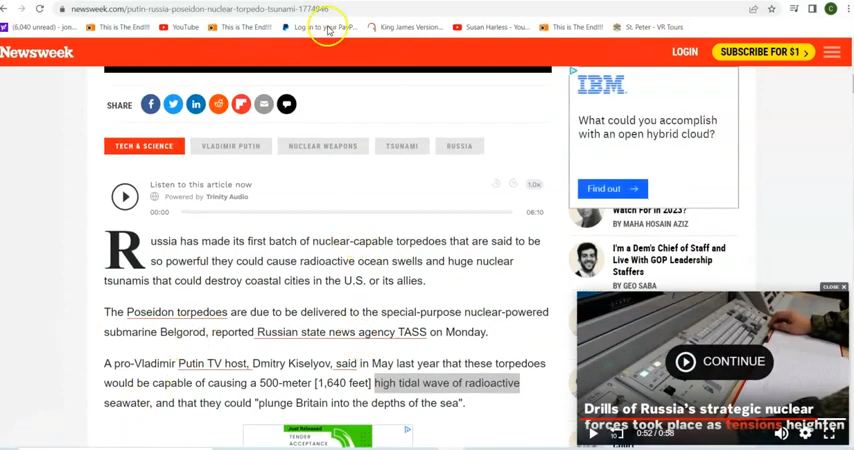 newsweek.com/putin-russia-poseidon-nuclear-torpedo-tsunami-1774846
C
(6,040 unread) - jon... This is The End!!! YouTube This is The End!!! Log in to your PayP... King James Version... Susan Harless - You... This is The End!!! St. Peter - VR Tours
Newsweek
LOGIN
SUBSCRIBE FOR $1 >
SHARE
IBM
What could you accomplish
with an open hybrid cloud?
Find out →
TECH & SCIENCE VLADIMIR PUTIN NUCLEAR WEAPONS TSUNAMI RUSSIA
Listen to this article now
Powered by Trinity Audio
1.0x
00:00
06:10
Russia has made its first batch of nuclear-capable torpedoes that are said to be
so powerful they could cause radioactive ocean swells and huge nuclear
tsunamis that could destroy coastal cities in the U.S. or its allies.
The Poseidon torpedoes are due to be delivered to the special-purpose nuclear-powered
submarine Belgorod, reported Russian state news agency TASS on Monday.
A pro-Vladimir Putin TV host, Dmitry Kiselyov, said in May last year that these torpedoes
would be capable of causing a 500-meter [1,640 feet] high tidal wave of radioactive
seawater, and that they could "plunge Britain into the depths of the sea".
Watch For in 2023?
BY MAHA HOSAIN AZIZ
I'm a Dem's Chief of Staff and
Live With GOP Leadership
Staffers
BY GEO SABA
CLOSE X
CONTINUE
Drills of Russia's strategic nuclear
forces took place as tensions heighten
10
0:52 / 0:58
Just Released
TENDER
ACCEPTANCE